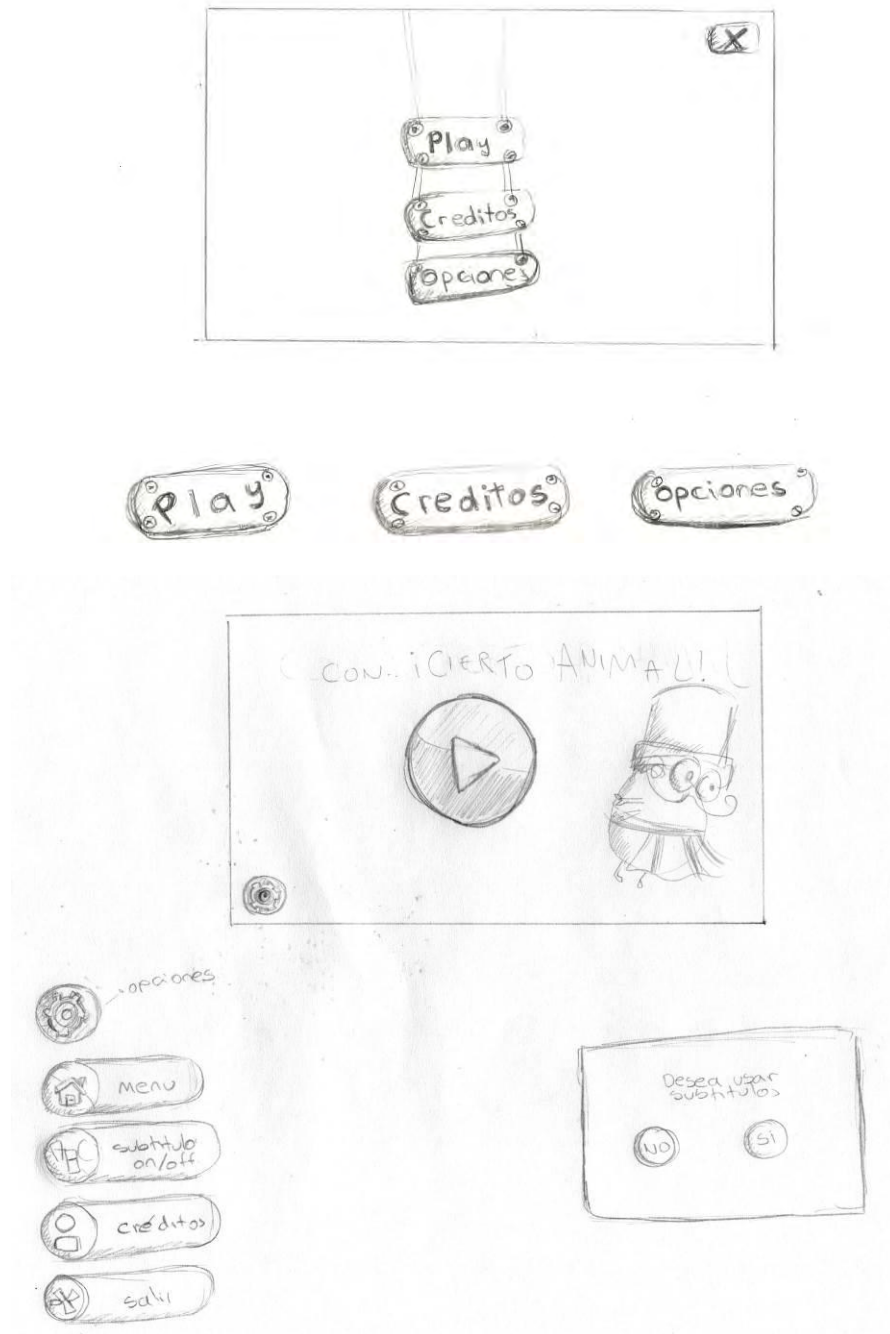 X
Play
Creditos
Opciones
Play
Creditos
opciones
CON... ¡CIERTO ANIMAL!
opciones
menu
ABC
subtitulo
on/off
créditos
salir
Desea usar
subtitulos
NO
SI